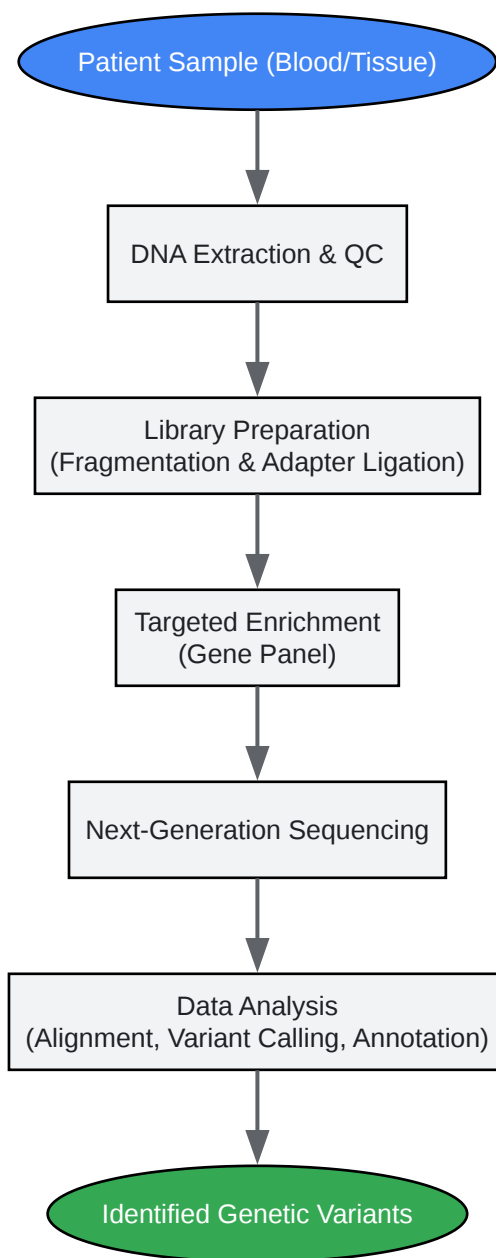 Patient Sample (Blood/Tissue)
DNA Extraction & QC
Library Preparation
(Fragmentation & Adapter Ligation)
Targeted Enrichment
(Gene Panel)
Next-Generation Sequencing
Data Analysis
(Alignment, Variant Calling, Annotation)
Identified Genetic Variants